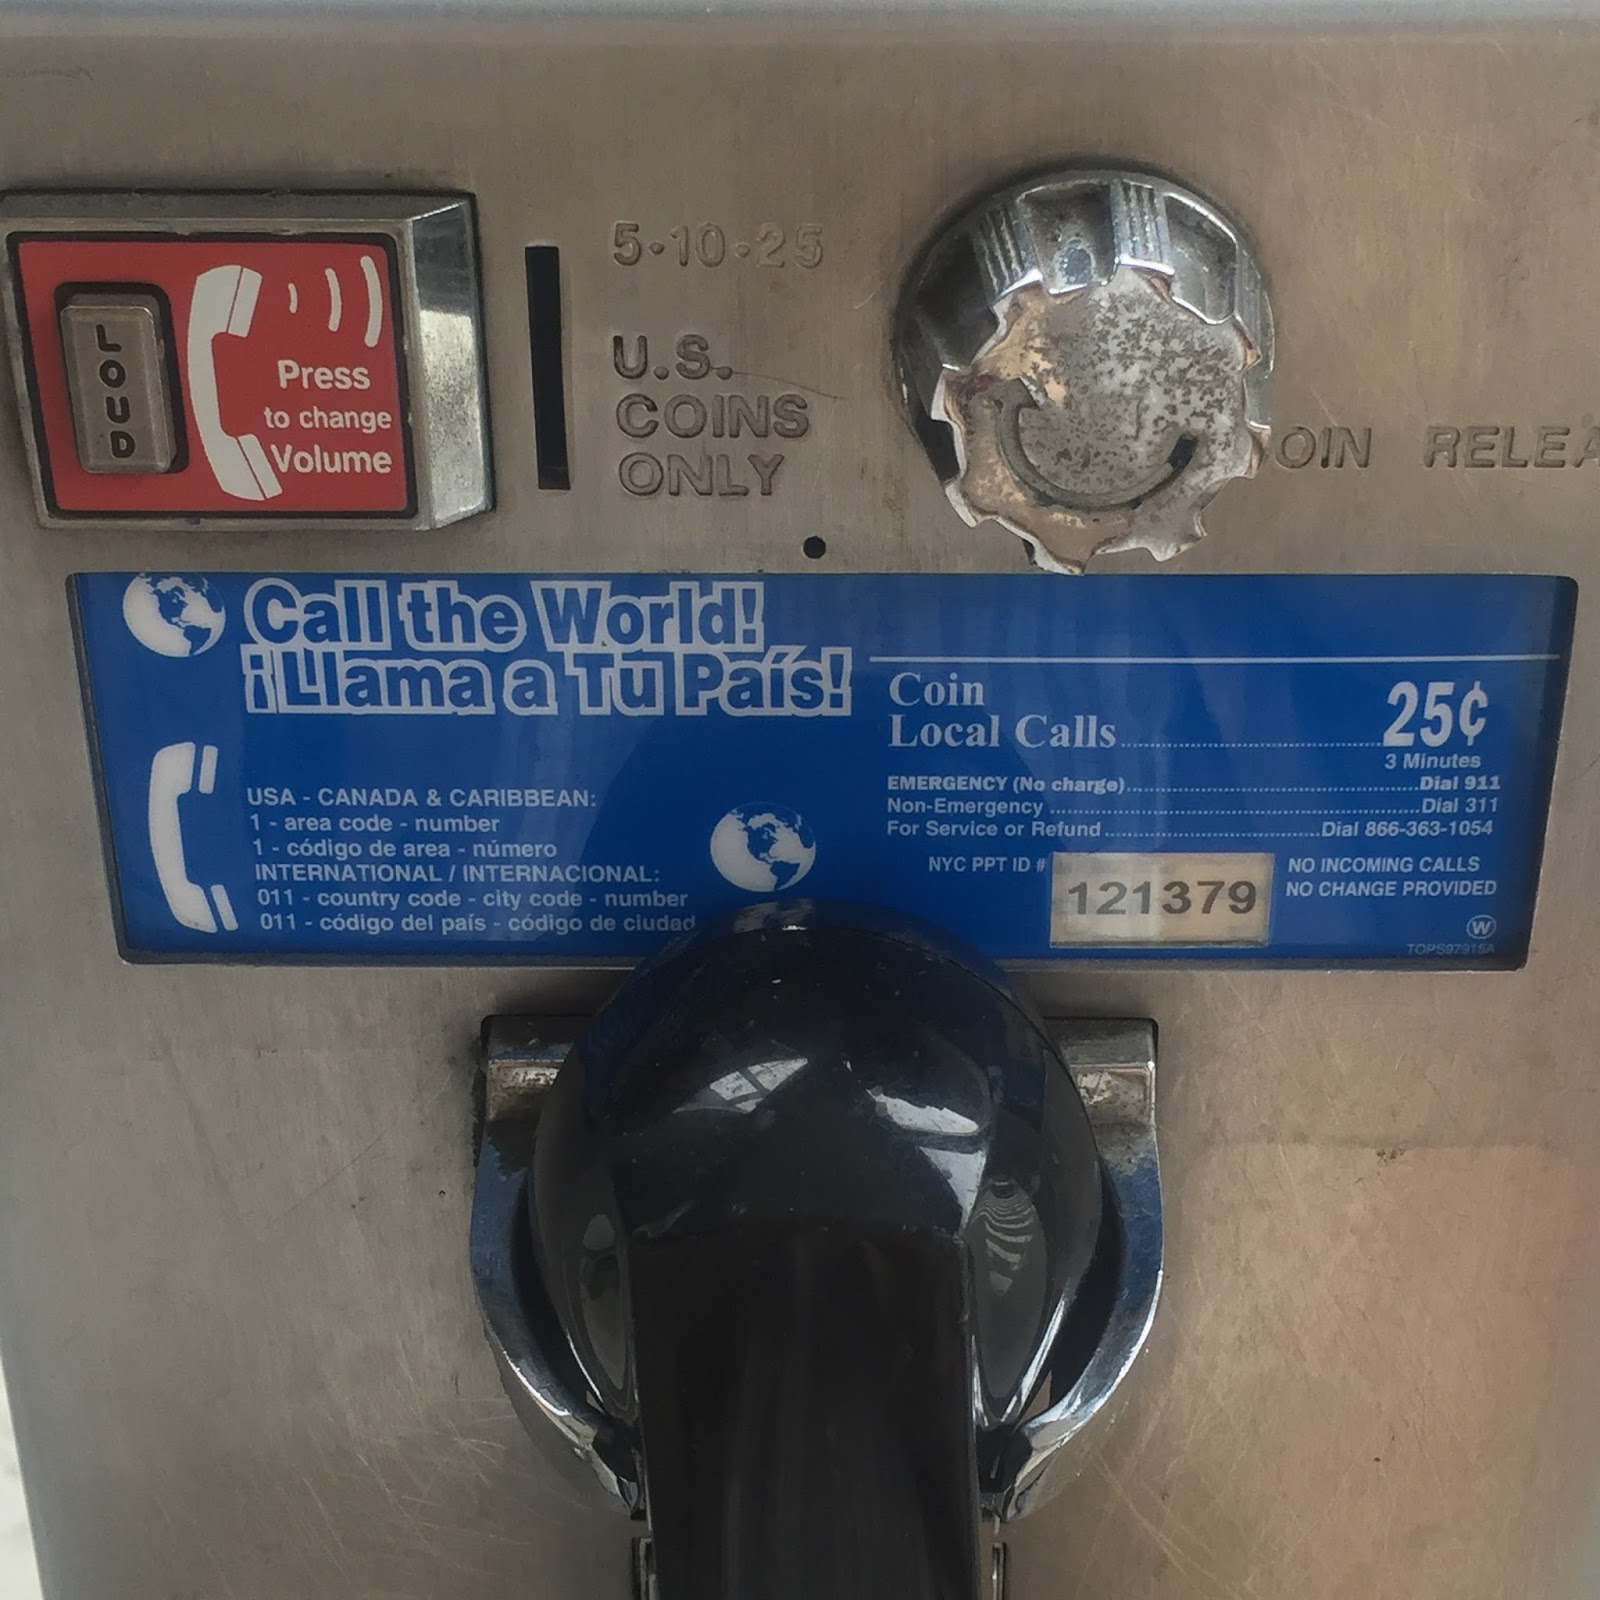 LOUD
Press
to change
Volume
5·10·25
U.S.
COINS
ONLY
OIN RELEA
Call the World!
¡Llama a Tu País!
USA - CANADA & CARIBBEAN:
1 - area code - number
1 - código de area - número
INTERNATIONAL / INTERNACIONAL:
011 - country code - city code - number
011 - código del país - código de ciudad
Coin
Local Calls 25¢
3 Minutes
EMERGENCY (No charge) Dial 911
Non-Emergency Dial 311
For Service or Refund Dial 866-363-1054
NYC PPT ID # 121379
NO INCOMING CALLS
NO CHANGE PROVIDED
W
TOPS97915A